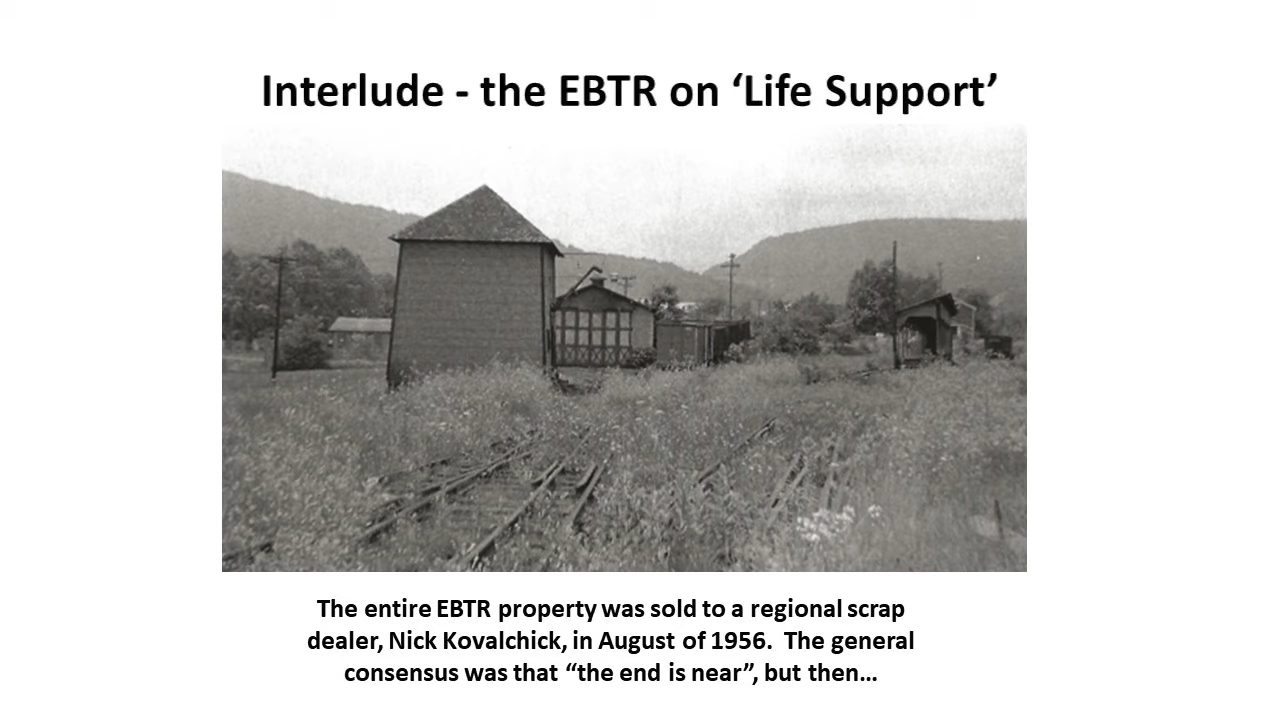 Interlude - the EBTR on ‘Life Support’
The entire EBTR property was sold to a regional scrap
dealer, Nick Kovalchick, in August of 1956.  The general
consensus was that “the end is near”, but then…